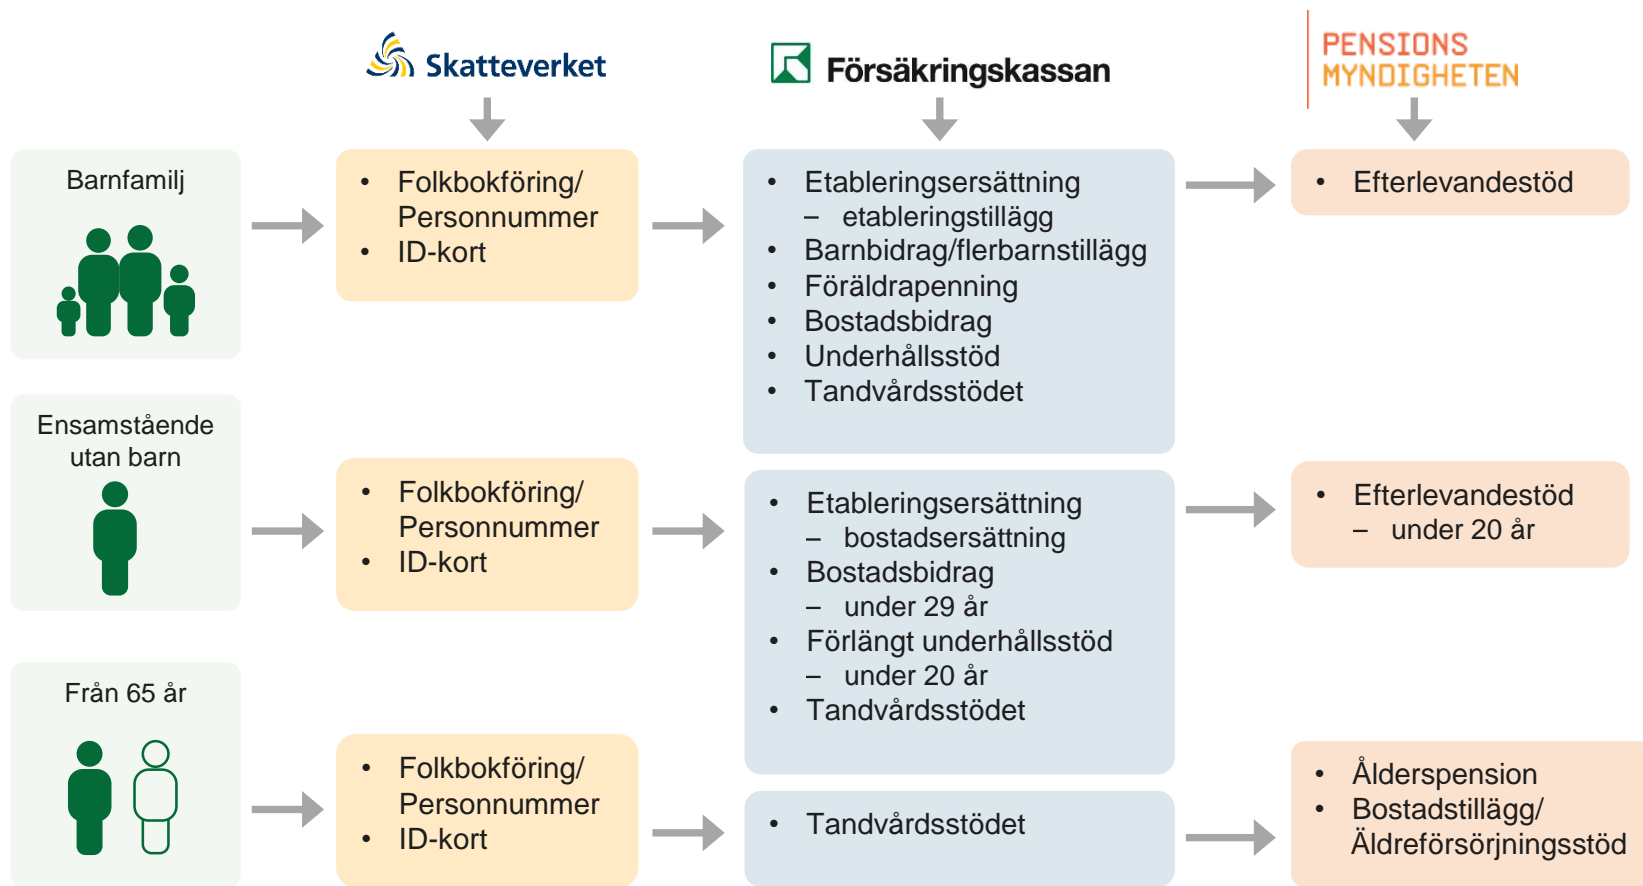 Skatteverket
Försäkringskassan
PENSIONS
MYNDIGHETEN
Barnfamilj
• Folkbokföring/
Personnummer
• ID-kort
• Etableringsersättning
– etableringstillägg
• Barnbidrag/flerbarnstillägg
• Föräldrapenning
• Bostadsbidrag
• Underhållsstöd
• Tandvårdsstödet
• Efterlevandestöd
Ensamstående
utan barn
• Folkbokföring/
Personnummer
• ID-kort
• Etableringsersättning
– bostadsersättning
• Bostadsbidrag
– under 29 år
• Förlängt underhållsstöd
– under 20 år
• Tandvårdsstödet
• Efterlevandestöd
– under 20 år
Från 65 år
• Folkbokföring/
Personnummer
• ID-kort
• Tandvårdsstödet
• Ålderspension
• Bostadstillägg/
Äldreförsörjningsstöd